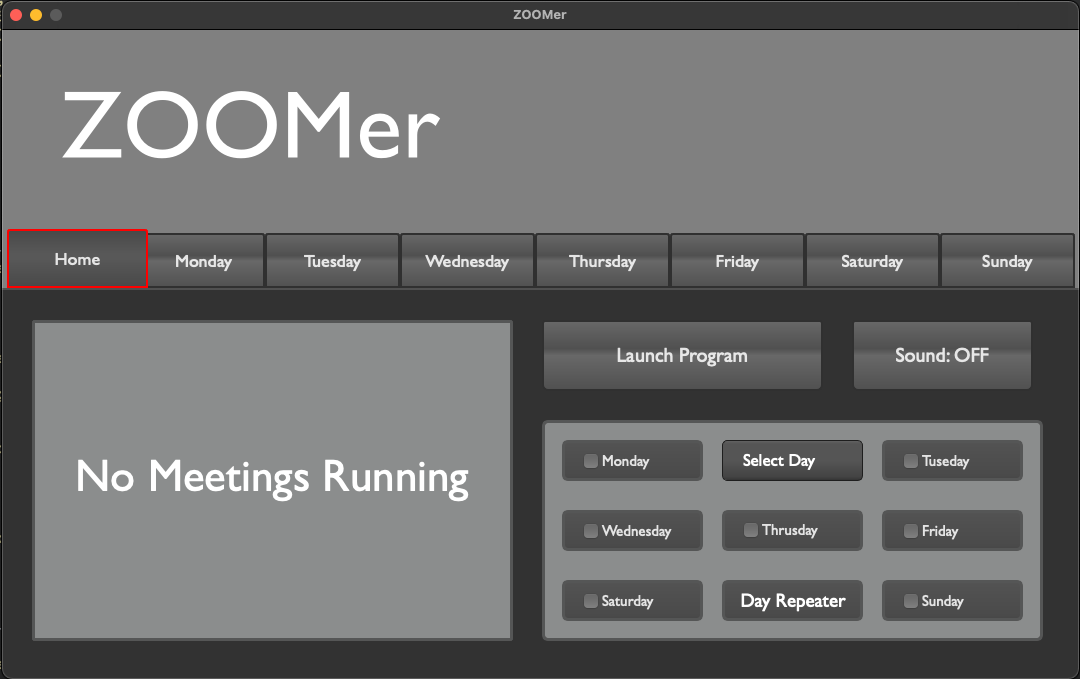 ZOOMer
ZOOMer
Home Monday Tuesday Wednesday Thursday Friday Saturday Sunday
Launch Program Sound: OFF
No Meetings Running
Monday Select Day Tuseday
Wednesday Thrusday Friday
Saturday Day Repeater Sunday